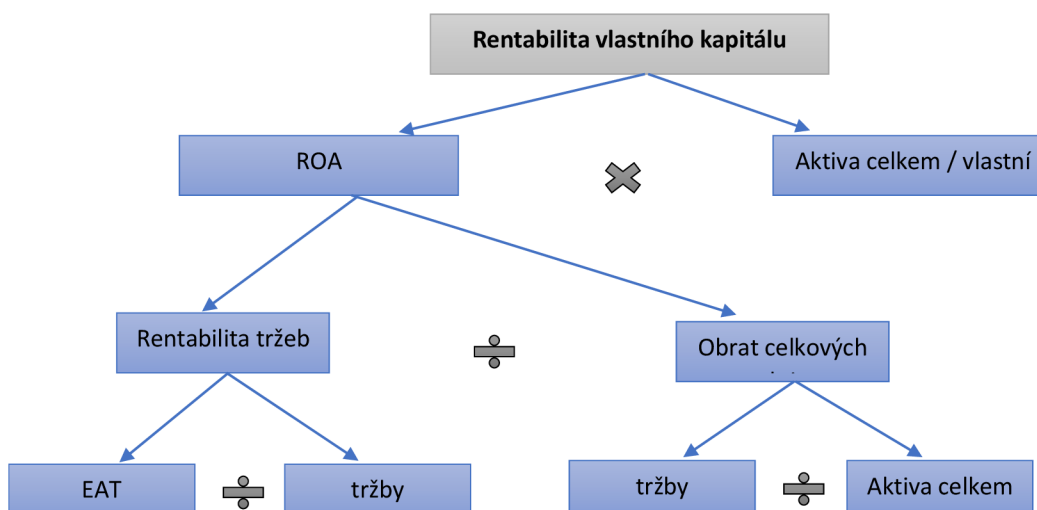 Rentabilita vlastního kapitálu
ROA
Aktiva celkem / vlastní
Rentabilita tržeb
Obrat celkových
EAT
tržby
tržby
Aktiva celkem